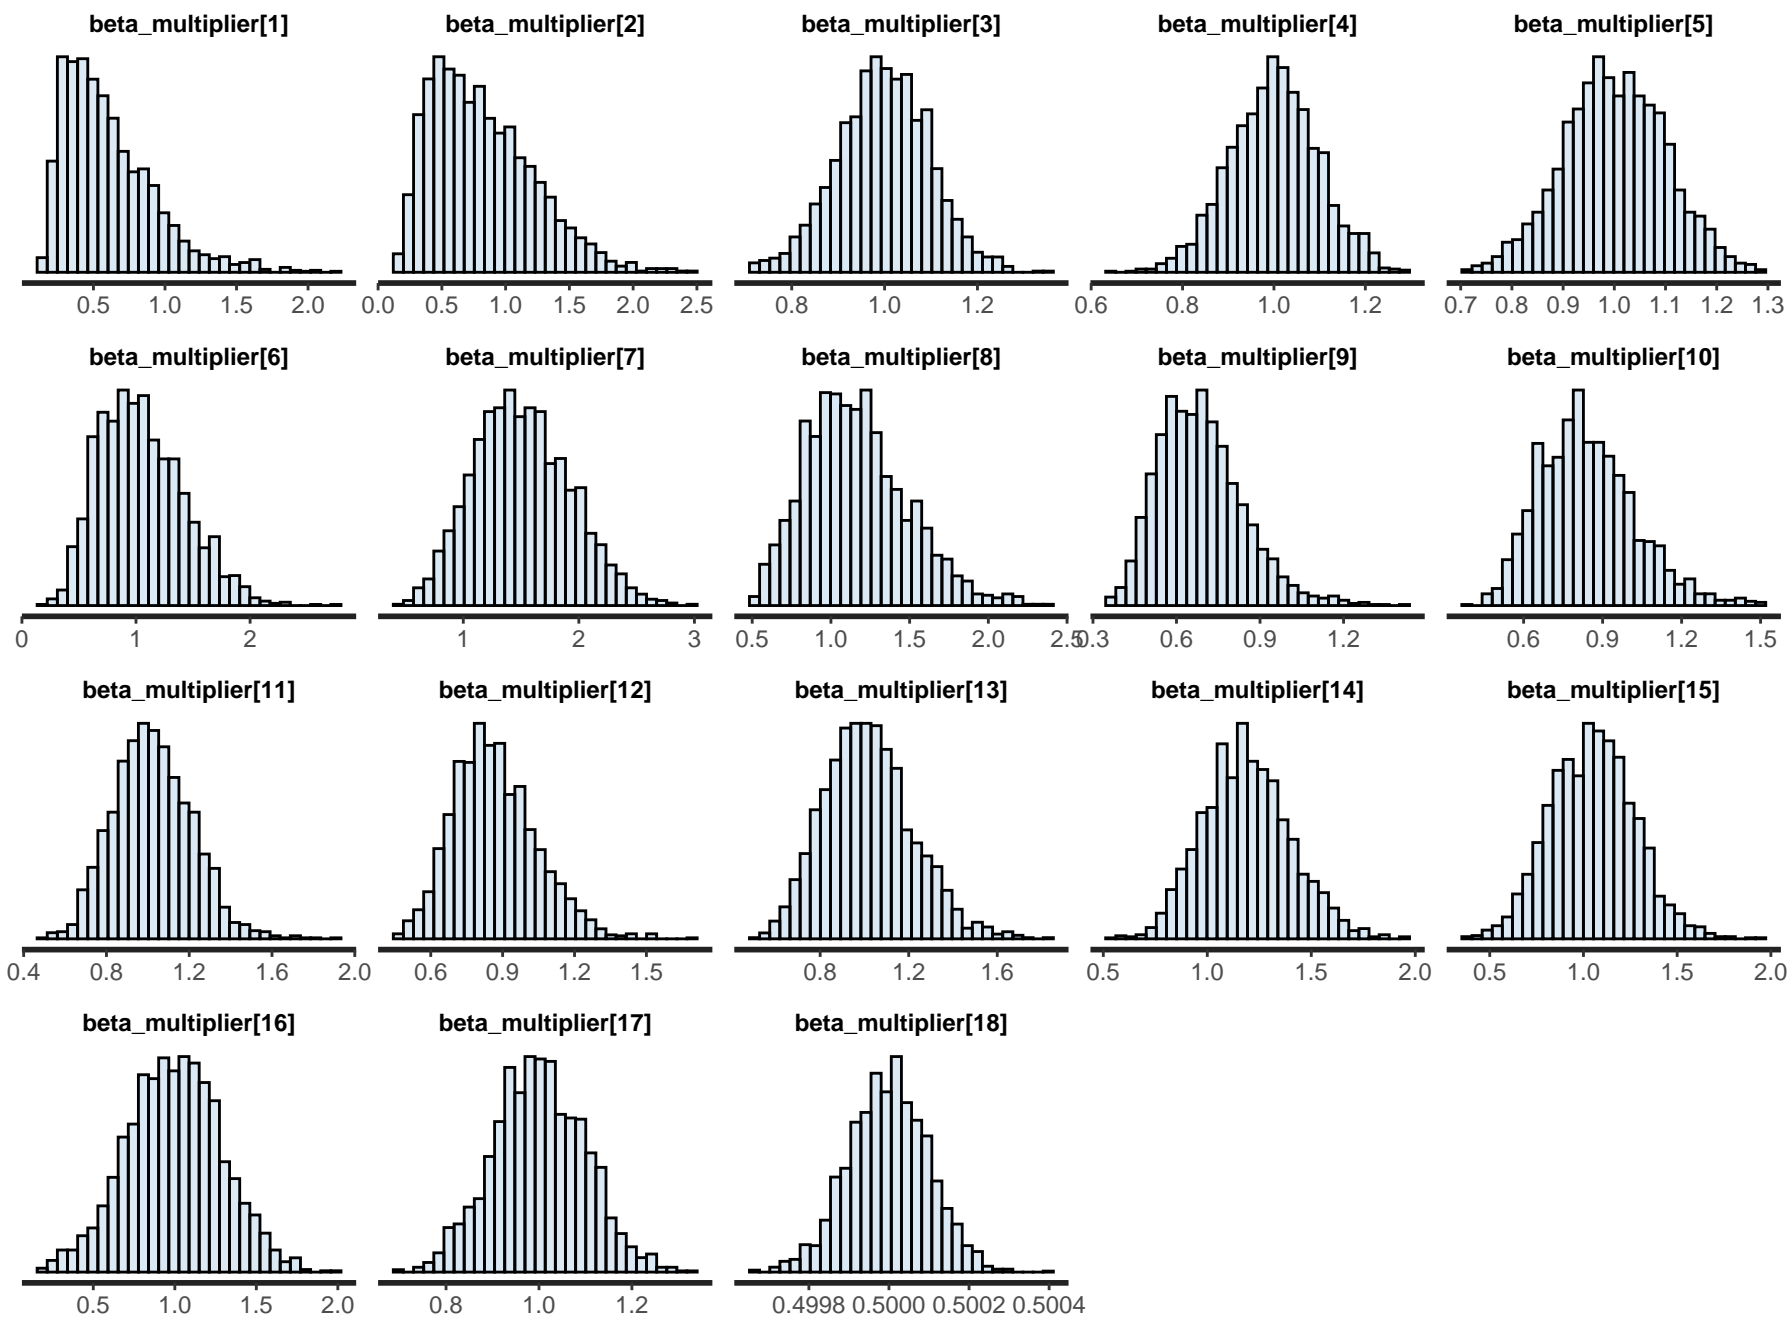 beta_multiplier[1] beta_multiplier[2] beta_multiplier[3] beta_multiplier[4] beta_multiplier[5]
0.5 1.0 1.5 2.0 0.0 0.5 1.0 1.5 2.0 2.5 0.8 1.0 1.2 0.6 0.8 1.0 1.2 0.7 0.8 0.9 1.0 1.1 1.2 1.3
beta_multiplier[6] beta_multiplier[7] beta_multiplier[8] beta_multiplier[9] beta_multiplier[10]
0 1 2 1 2 3 0.5 1.0 1.5 2.0 2.5 0.3 0.6 0.9 1.2 0.6 0.9 1.2 1.5
beta_multiplier[11] beta_multiplier[12] beta_multiplier[13] beta_multiplier[14] beta_multiplier[15]
0.4 0.8 1.2 1.6 2.0 0.6 0.9 1.2 1.5 0.8 1.2 1.6 0.5 1.0 1.5 2.0 0.5 1.0 1.5 2.0
beta_multiplier[16] beta_multiplier[17] beta_multiplier[18]
0.5 1.0 1.5 2.0 0.8 1.0 1.2 0.4998 0.5000 0.5002 0.5004